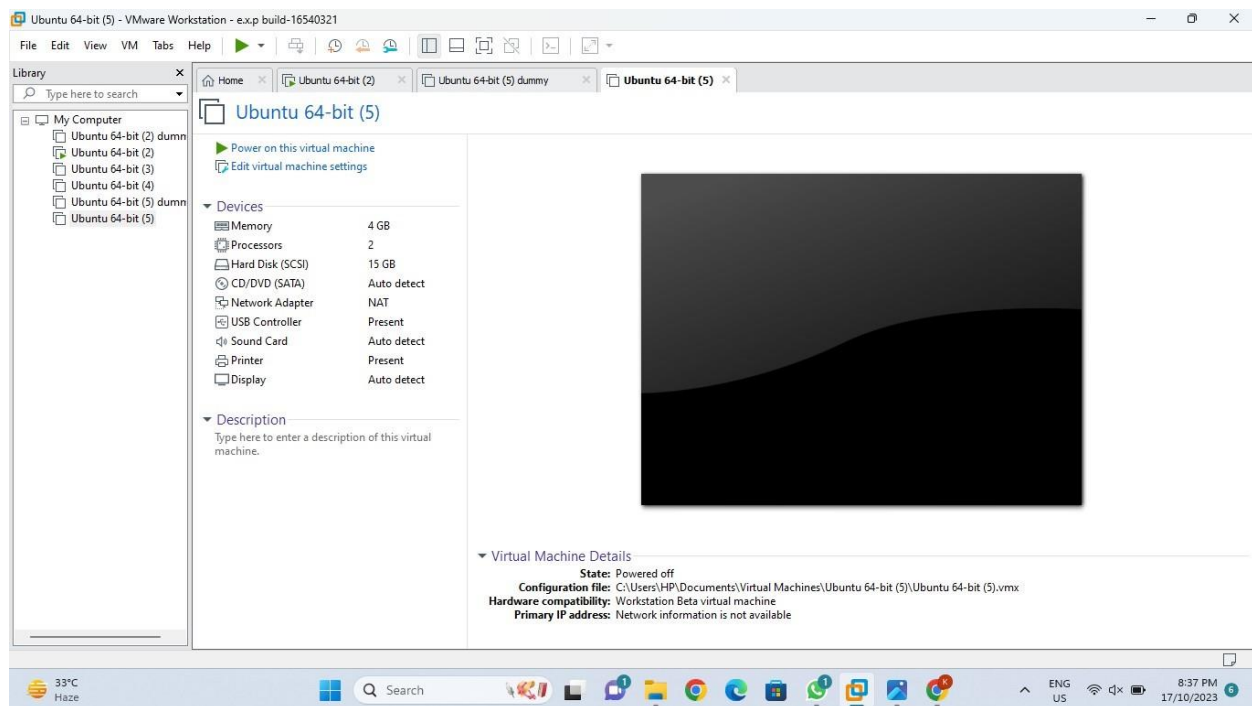 Ubuntu 64-bit (5) - VMware Workstation - e.x.p build-16540321
File Edit View VM Tabs Help
Library
Type here to search
My Computer
Ubuntu 64-bit (2) dumn
Ubuntu 64-bit (2)
Ubuntu 64-bit (3)
Ubuntu 64-bit (4)
Ubuntu 64-bit (5) dumn
Ubuntu 64-bit (5)
Home Ubuntu 64-bit (2) Ubuntu 64-bit (5) dummy Ubuntu 64-bit (5)
Ubuntu 64-bit (5)
Power on this virtual machine
Edit virtual machine settings
Devices
Memory 4 GB
Processors 2
Hard Disk (SCSI) 15 GB
CD/DVD (SATA) Auto detect
Network Adapter NAT
USB Controller Present
Sound Card Auto detect
Printer Present
Display Auto detect
Description
Type here to enter a description of this virtual
machine.
Virtual Machine Details
State: Powered off
Configuration file: C:\Users\HP\Documents\Virtual Machines\Ubuntu 64-bit (5)\Ubuntu 64-bit (5).vmx
Hardware compatibility: Workstation Beta virtual machine
Primary IP address: Network information is not available
33°C
Haze
Search
1
1
K
ENG
US
8:37 PM
17/10/2023
6